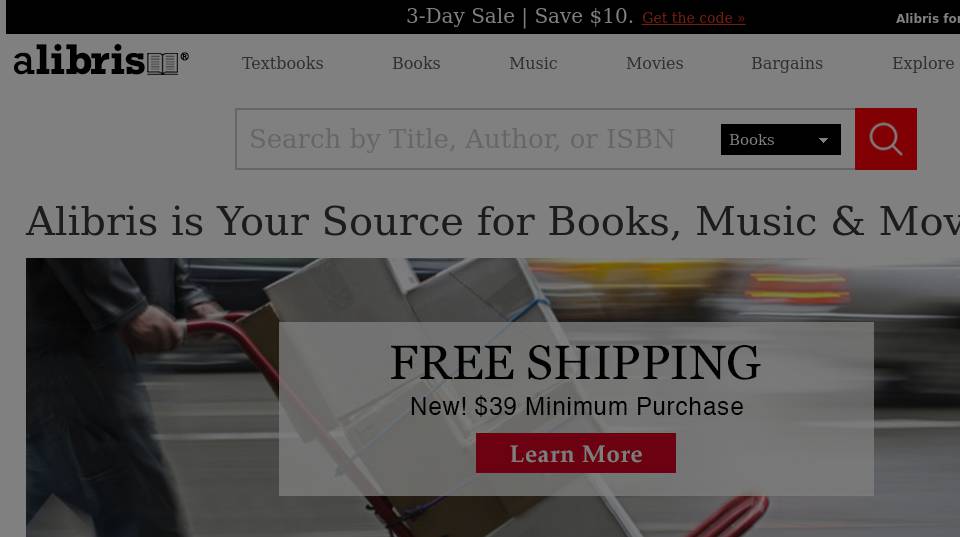 3-Day Sale | Save $10. Get the code »
Alibris for
alibris®
Textbooks Books Music Movies Bargains Explore
Search by Title, Author, or ISBN
Books
Alibris is Your Source for Books, Music & Mov
FREE SHIPPING
New! $39 Minimum Purchase
Learn More